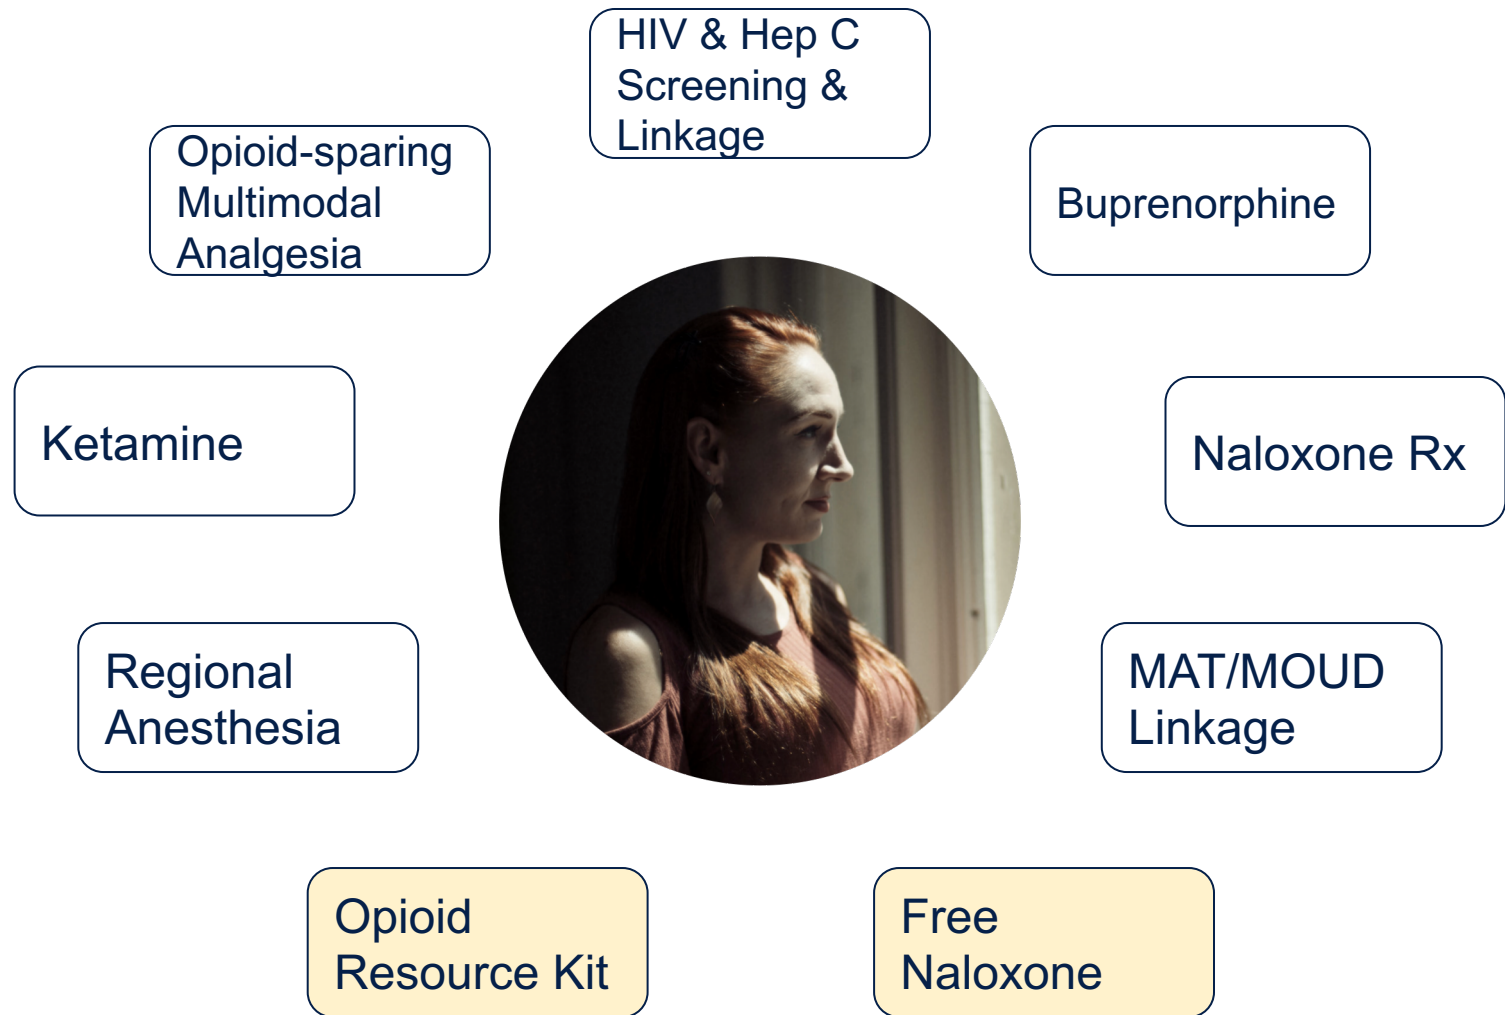 HIV & Hep C
Screening &
Linkage
Opioid-sparing
Multimodal
Analgesia
Buprenorphine
Ketamine
Naloxone Rx
Regional
Anesthesia
MAT/MOUD
Linkage
Opioid
Resource Kit
Free
Naloxone